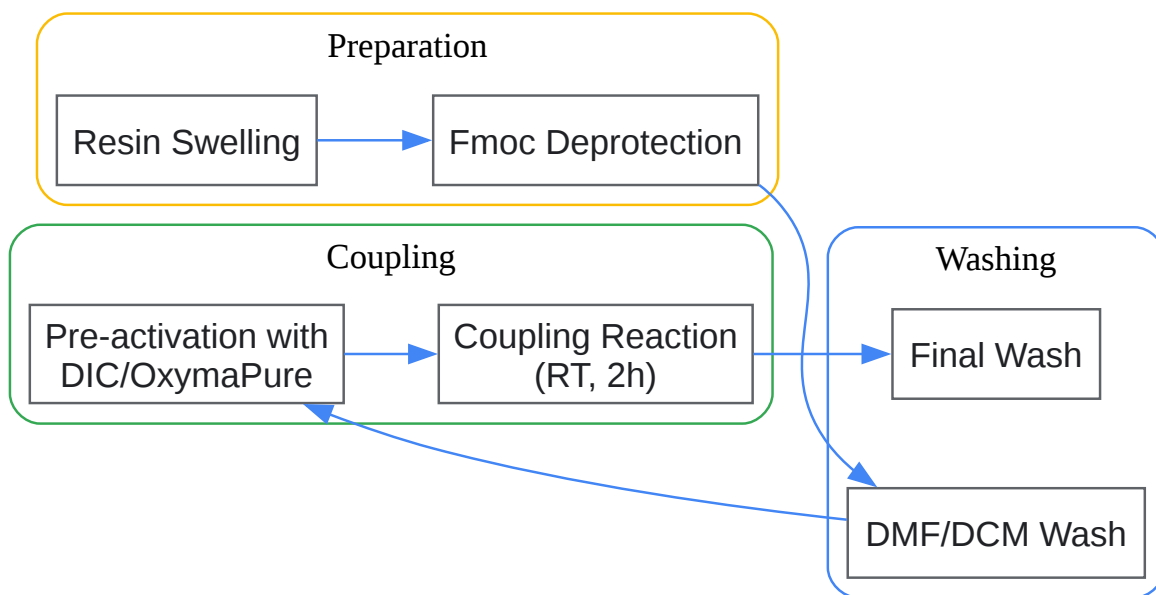 Preparation
Resin Swelling
Fmoc Deprotection
Coupling
Pre-activation with
DIC/OxymaPure
Coupling Reaction
(RT, 2h)
Washing
Final Wash
DMF/DCM Wash